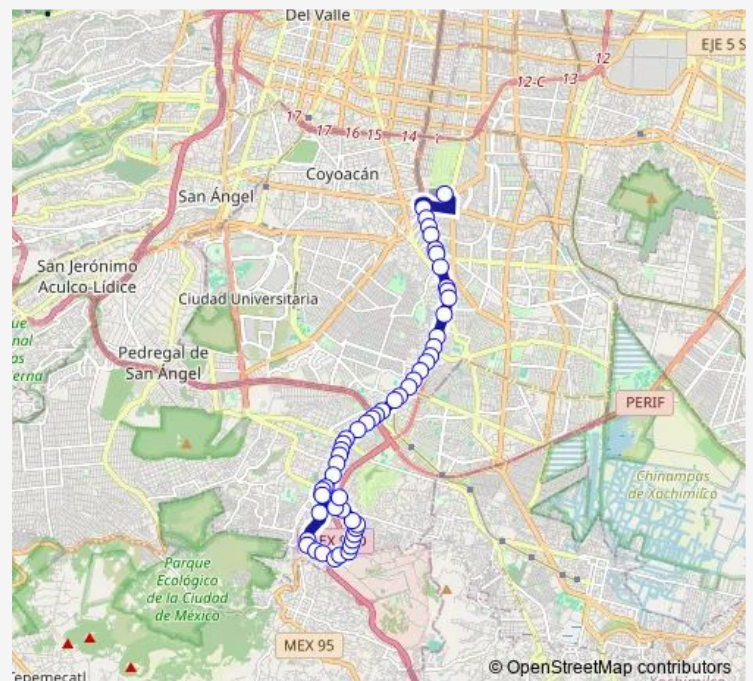 Del Valle
EJE 5 S
12
12-C
13
17
17
16
15
14
Coyoacán
San Ángel
San Jerónimo
Aculco-Lídice
Ciudad Universitaria
Pedregal de
San Ángel
PERIF
Chinampas
de Xochimilco
Parque
Ecológico
de la Ciudad
de México
MEX 95
© OpenStreetMap contributors